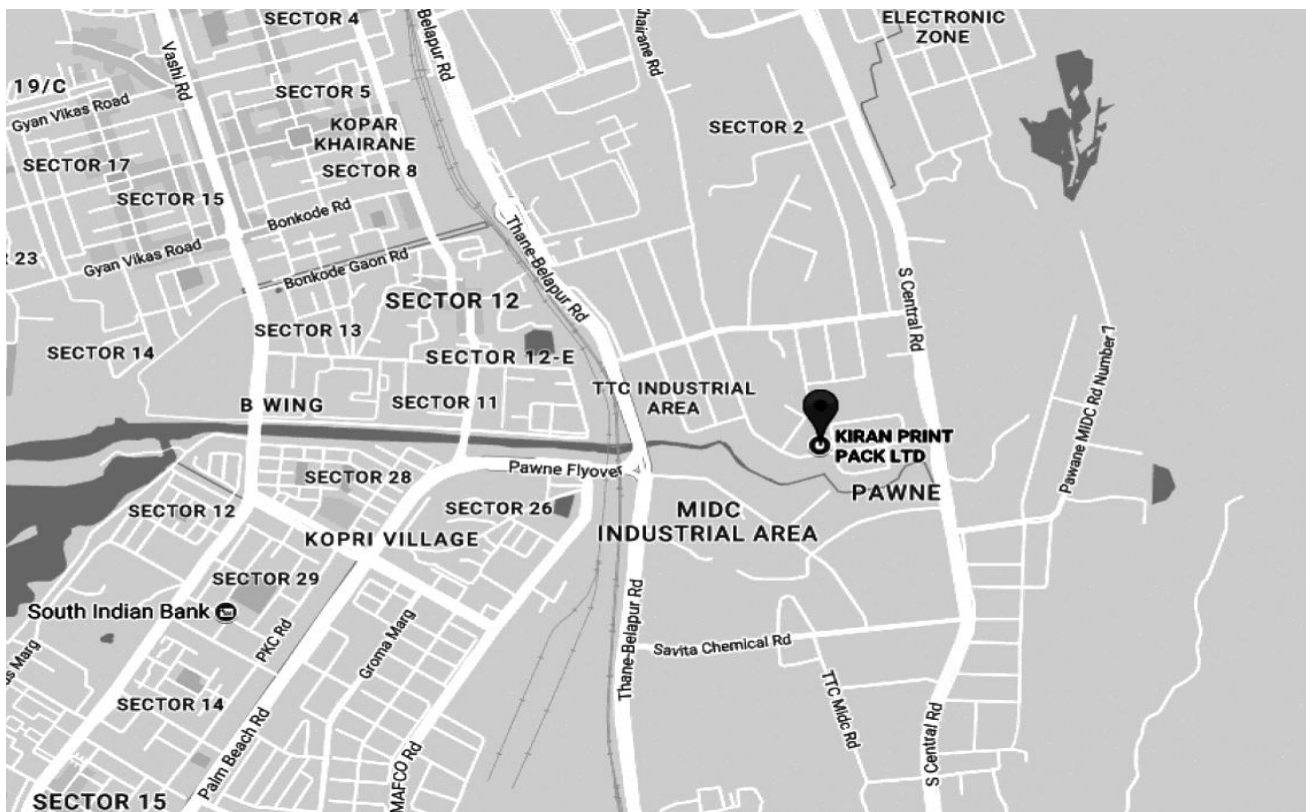 SECTOR 4
Belapur Rd
Khairane Rd
ELECTRONIC
ZONE
Vashi Rd
19/C
SECTOR 5
Gyan Vikas Road
KOPAR
KHAIRANE
SECTOR 2
SECTOR 17
SECTOR 8
SECTOR 15
Bonkode Rd
Thane-Belapur Rd
23
Gyan Vikas Road
Bonkode Gaon Rd
S Central Rd
SECTOR 12
SECTOR 13
SECTOR 14
SECTOR 12-E
Pawane MIDC Rd Number 7
TTC INDUSTRIAL
AREA
B WING
SECTOR 11
KIRAN PRINT
PACK LTD
Pawne Flyover
SECTOR 28
PAWNE
SECTOR 12
SECTOR 26
MIDC
INDUSTRIAL AREA
KOPRI VILLAGE
SECTOR 29
South Indian Bank
PKC Rd
Groma Marg
Thane-Belapur Rd
Savita Chemical Rd
Marg
TTC Midc Rd
SECTOR 14
Palm Beach Rd
MAFCO Rd
S Central Rd
SECTOR 15